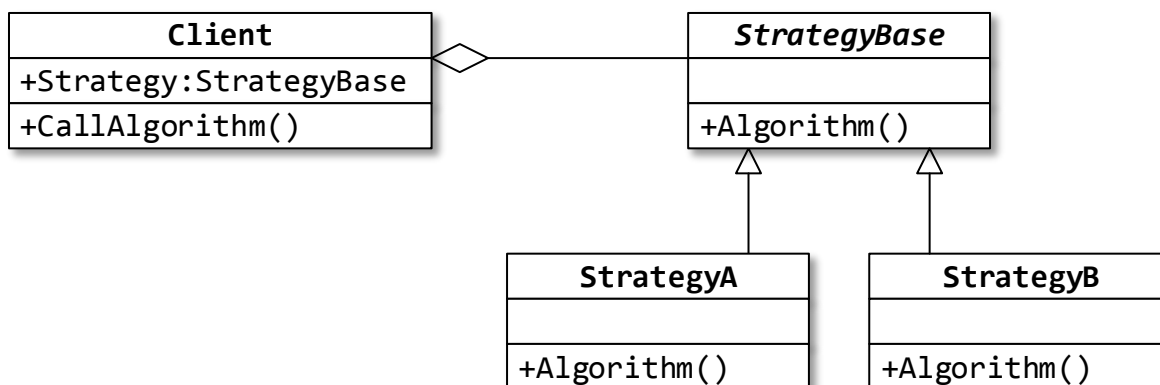 Client
+Strategy:StrategyBase
+CallAlgorithm()
StrategyBase
+Algorithm()
StrategyA
+Algorithm()
StrategyB
+Algorithm()